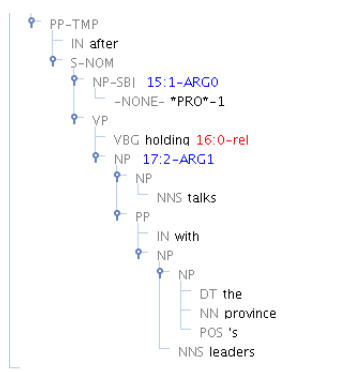 PP-TMP
IN after
S-NOM
NP-SBJ 15:1-ARG0
-NONE- *PRO*-1
VP
VBG holding 16:0-rel
NP 17:2-ARG1
NP
NNS talks
PP
IN with
NP
NP
DT the
NN province
POS 's
NNS leaders